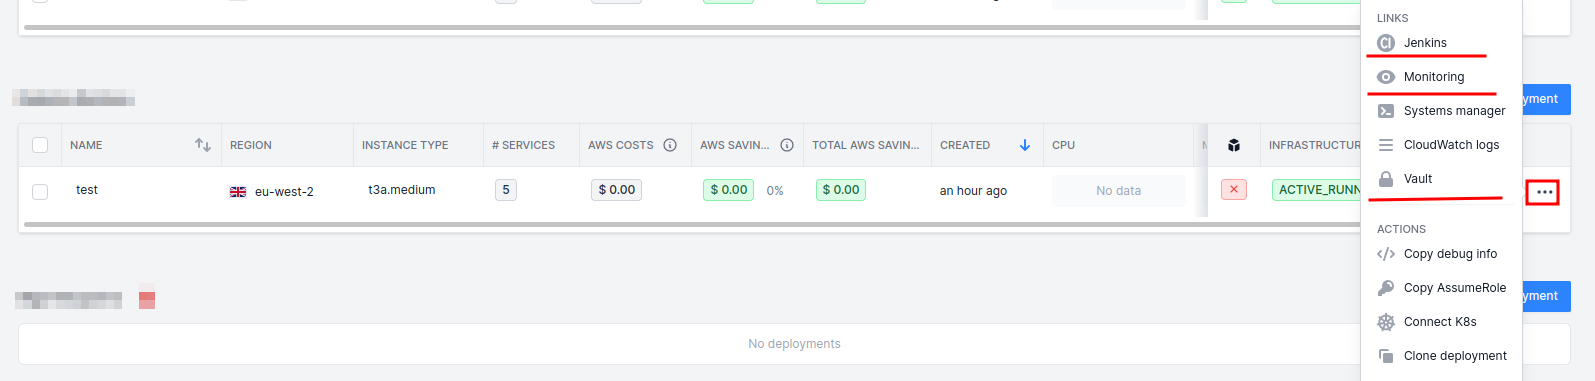 LINKS
Jenkins
Monitoring
yment
Systems manager
NAME REGION INSTANCE TYPE # SERVICES AWS COSTS AWS SAVIN... TOTAL AWS SAVIN... CREATED CPU INFRASTRUCTUR
CloudWatch logs
test eu-west-2 t3a.medium 5 $ 0.00 $ 0.00 0% $ 0.00 an hour ago No data ACTIVE_RUNN
Vault
ACTIONS
Copy debug info
Copy AssumeRole
yment
Connect K8s
No deployments
Clone deployment